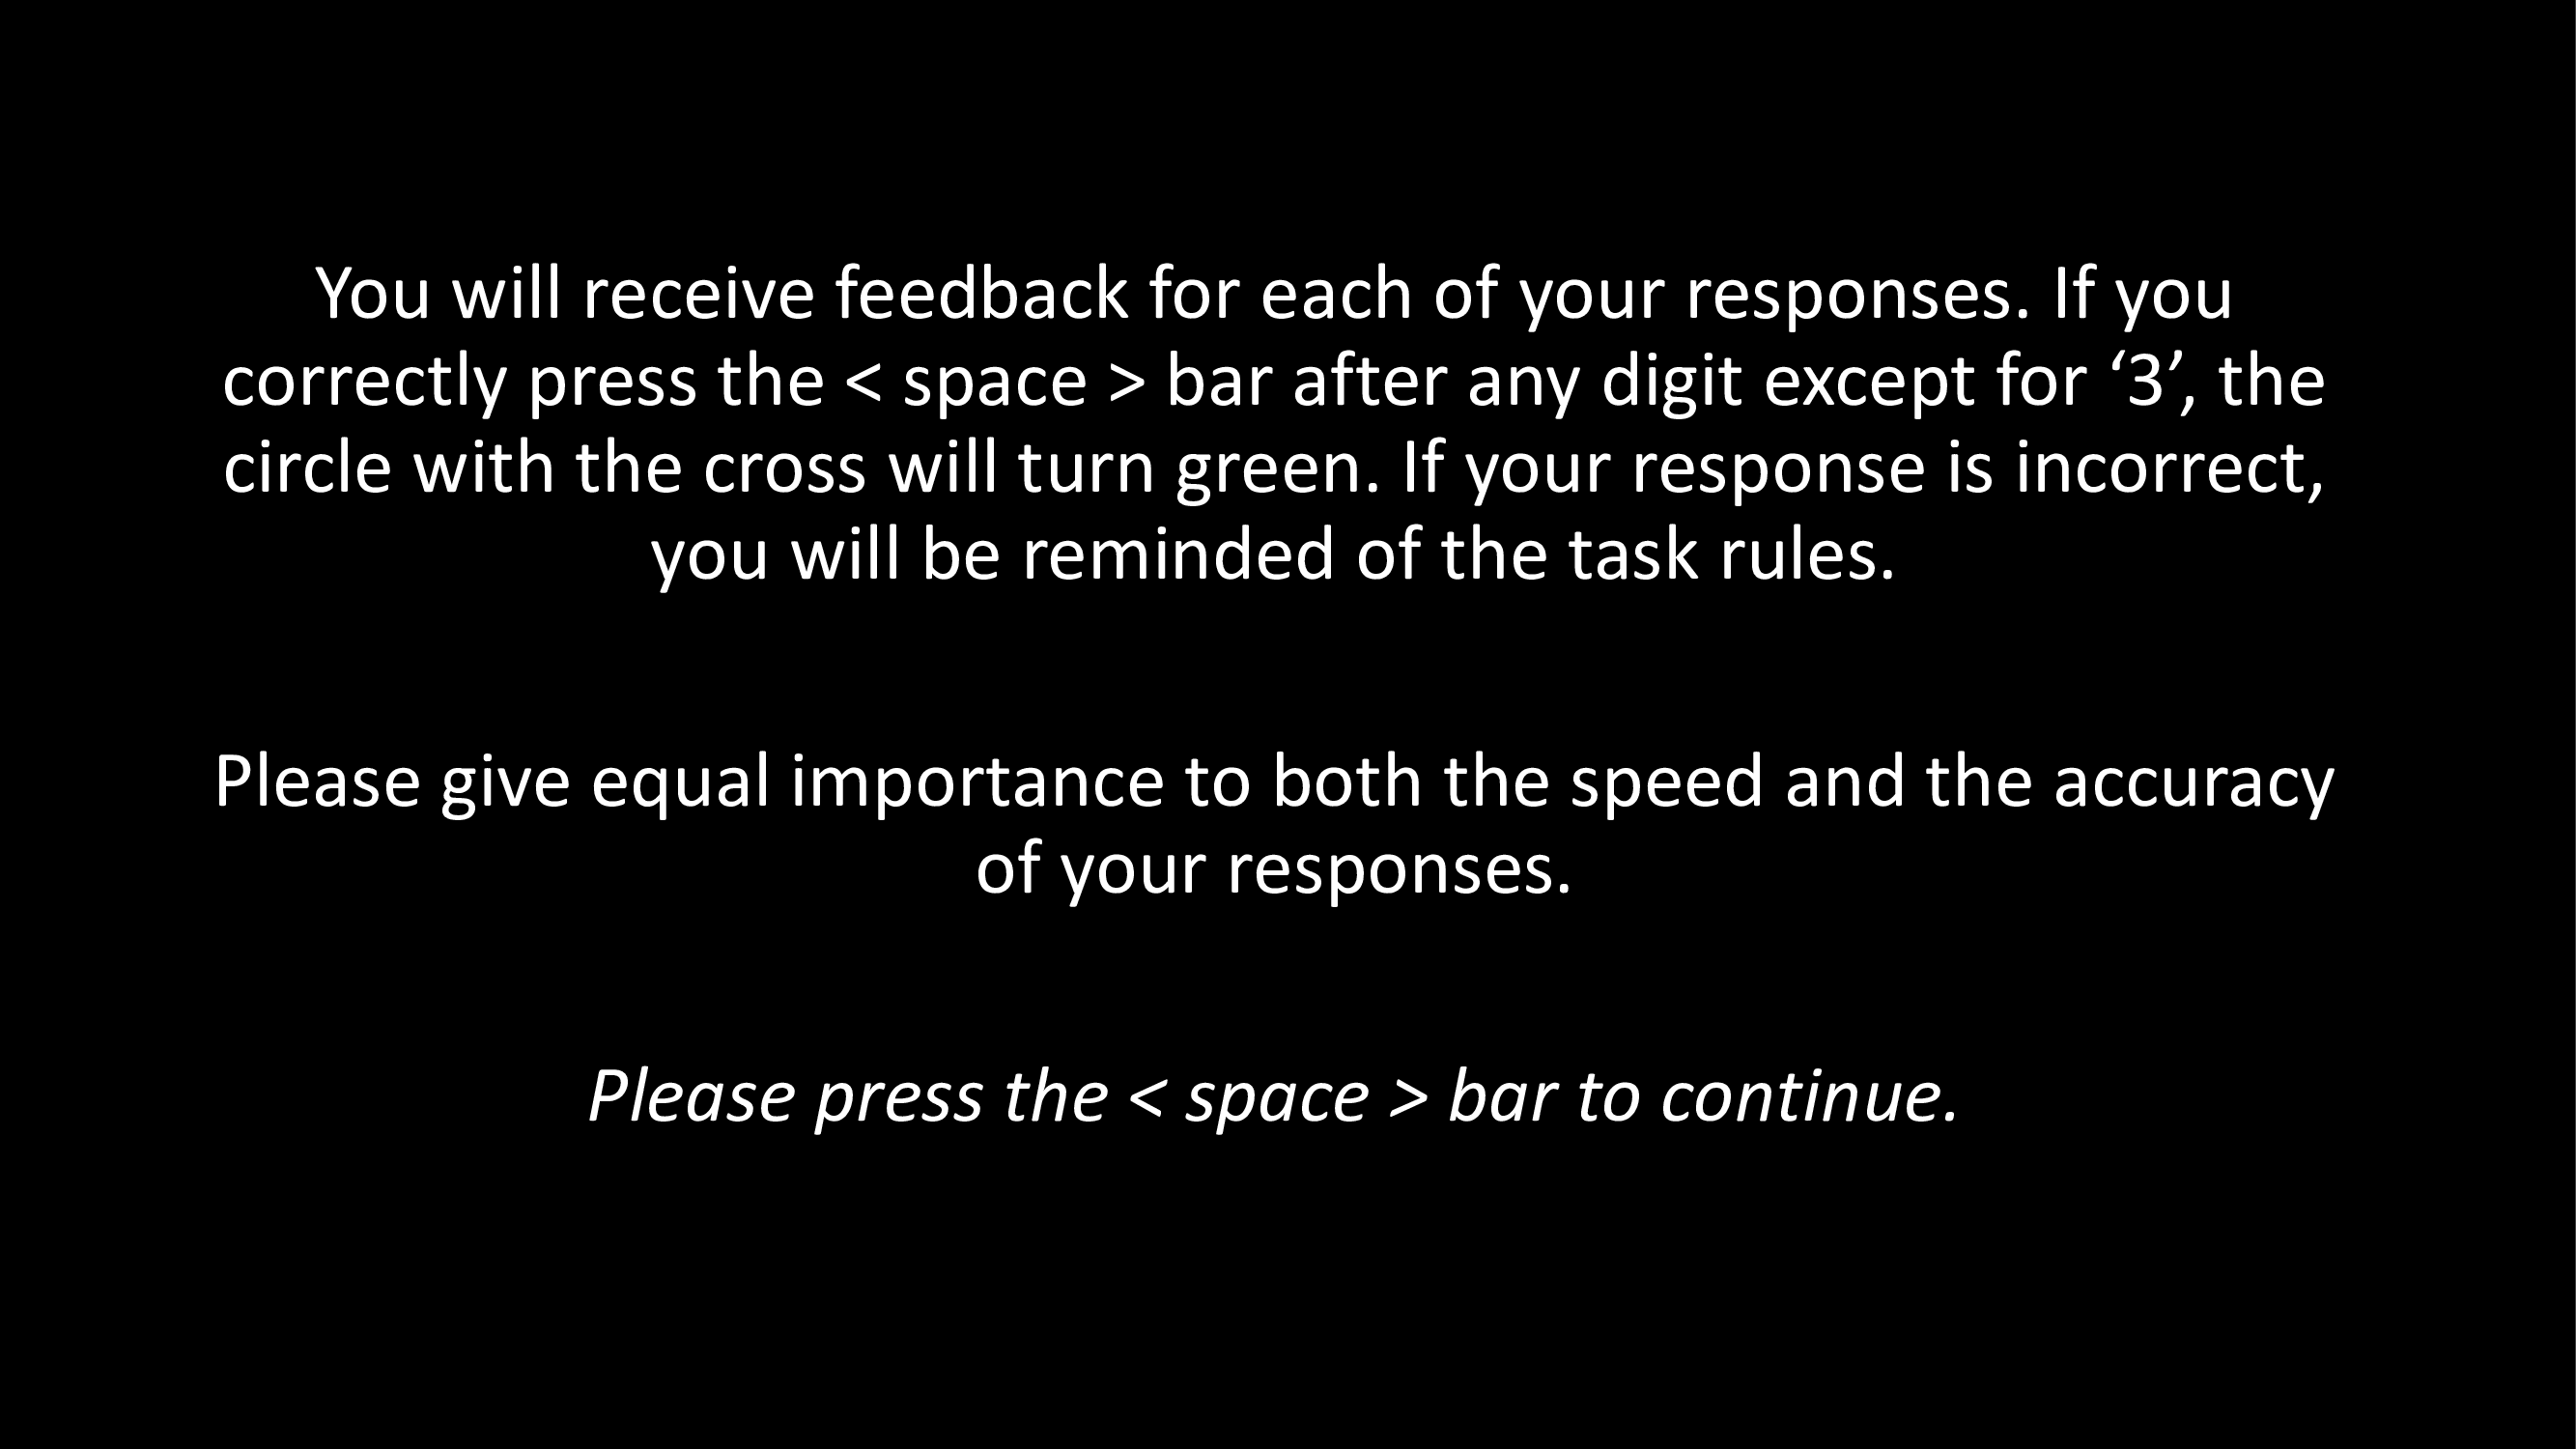 You will receive feedback for each of your responses. If you
correctly press the < space > bar after any digit except for ‘3’, the
circle with the cross will turn green. If your response is incorrect,
you will be reminded of the task rules.
Please give equal importance to both the speed and the accuracy
of your responses.
Please press the < space > bar to continue.